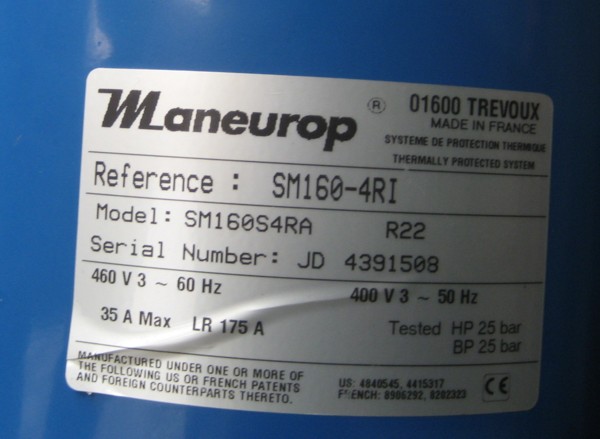 Maneurop ® 01600 TREVOUX
MADE IN FRANCE
SYSTEME DE PROTECTION THERMIQUE
THERMALLY PROTECTED SYSTEM
Reference : SM160-4RI
Model: SM160S4RA R22
Serial Number: JD 4391508
460 V 3 ~ 60 Hz 400 V 3 ~ 50 Hz
35 A Max LR 175 A Tested HP 25 bar
BP 25 bar
MANUFACTURED UNDER ONE OR MORE OF
THE FOLLOWING US OR FRENCH PATENTS
AND FOREIGN COUNTERPARTS THERETO.
US: 4840545, 4415317
FRENCH: 8906292, 8202323
CE